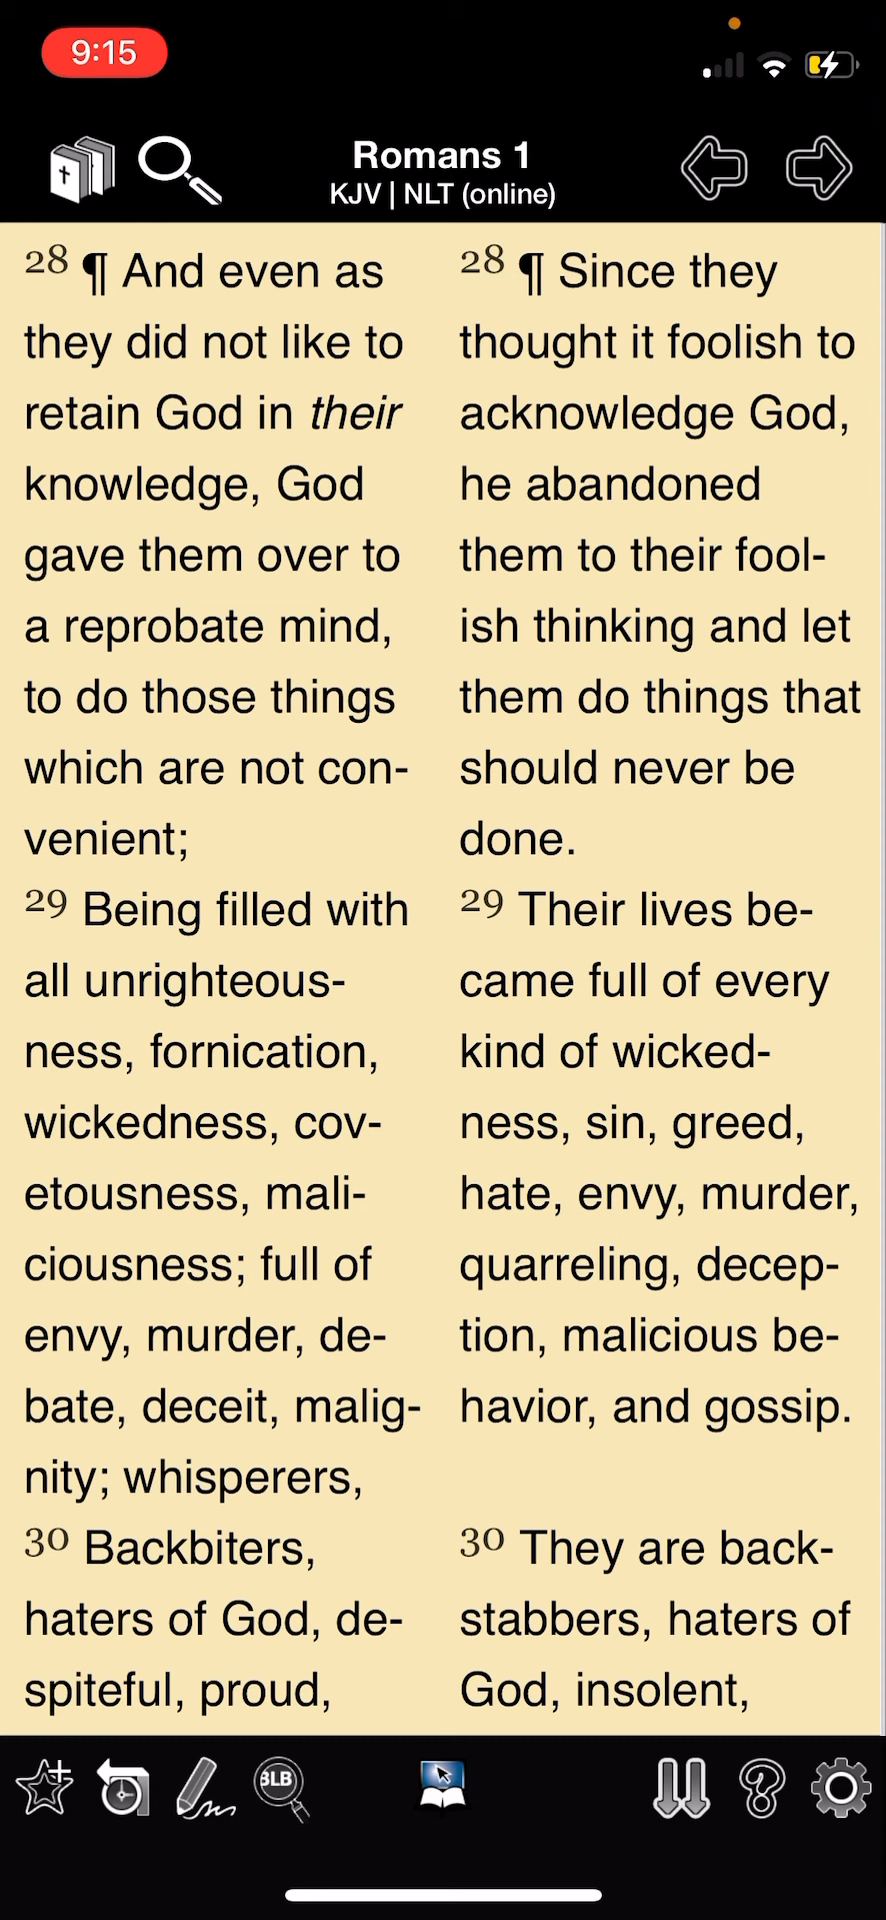 9:15
Romans 1
KJV | NLT (online)
28 ¶ And even as
they did not like to
retain God in their
knowledge, God
gave them over to
a reprobate mind,
to do those things
which are not con-
venient;
29 Being filled with
all unrighteous-
ness, fornication,
wickedness, cov-
etousness, mali-
ciousness; full of
envy, murder, de-
bate, deceit, malig-
nity; whisperers,
30 Backbiters,
haters of God, de-
spiteful, proud,
28 ¶ Since they
thought it foolish to
acknowledge God,
he abandoned
them to their fool-
ish thinking and let
them do things that
should never be
done.
29 Their lives be-
came full of every
kind of wicked-
ness, sin, greed,
hate, envy, murder,
quarreling, decep-
tion, malicious be-
havior, and gossip.
30 They are back-
stabbers, haters of
God, insolent,
BLB